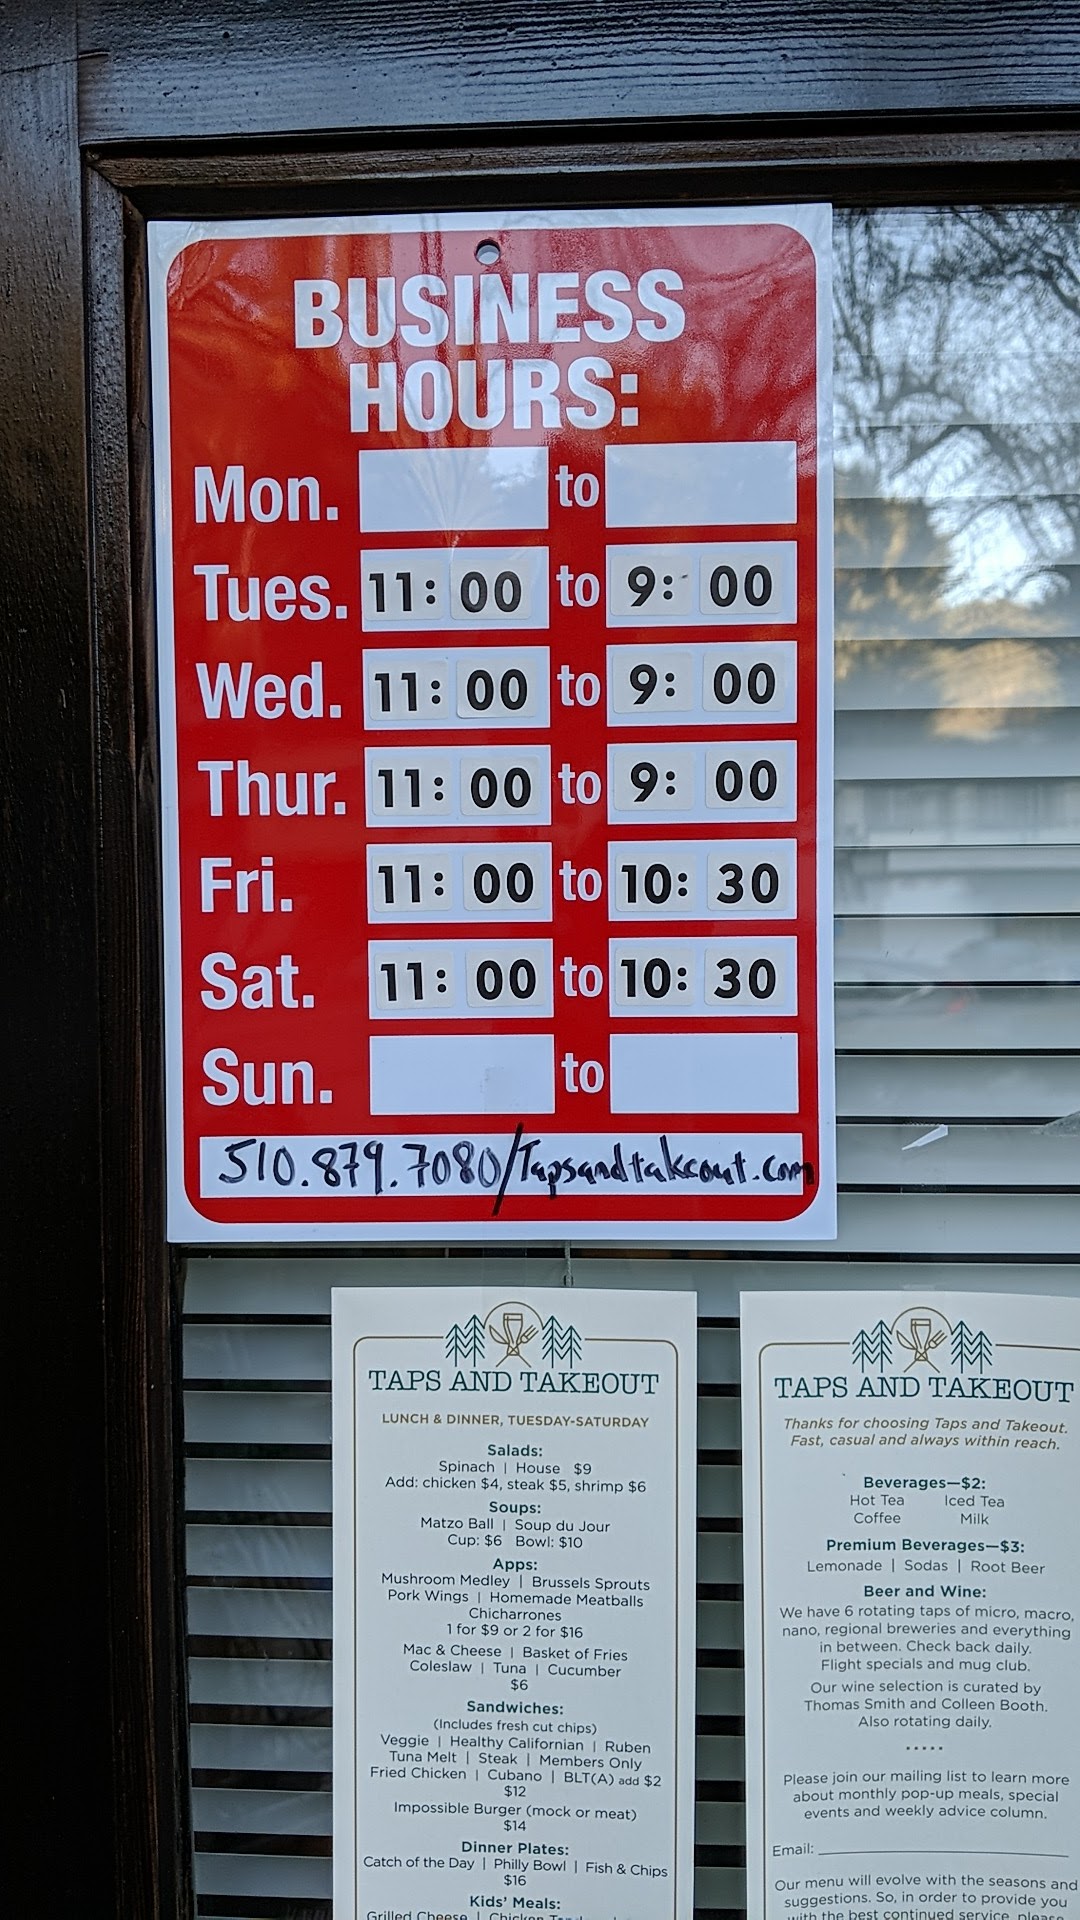 BUSINESS
HOURS:
Mon. to
Tues. 11:00 to 9:00
Wed. 11:00 to 9:00
Thur. 11:00 to 9:00
Fri. 11:00 to 10:30
Sat. 11:00 to 10:30
Sun. to
510.879.7080/Tapsandtakeout.com
TAPS AND TAKEOUT
LUNCH & DINNER, TUESDAY-SATURDAY
Salads:
Spinach | House $9
Add: chicken $4, steak $5, shrimp $6
Soups:
Matzo Ball | Soup du Jour
Cup: $6 Bowl: $10
Apps:
Mushroom Medley | Brussels Sprouts
Pork Wings | Homemade Meatballs
Chicharrones
1 for $9 or 2 for $16
Mac & Cheese | Basket of Fries
Coleslaw | Tuna | Cucumber
$6
Sandwiches:
(Includes fresh cut chips)
Veggie | Healthy Californian | Ruben
Tuna Melt | Steak | Members Only
Fried Chicken | Cubano | BLT(A) add $2
$12
Impossible Burger (mock or meat)
$14
Dinner Plates:
Catch of the Day | Philly Bowl | Fish & Chips
$16
Kids' Meals:
Grilled Cheese | Chicken
TAPS AND TAKEOUT
Thanks for choosing Taps and Takeout.
Fast, casual and always within reach.
Beverages—$2:
Hot Tea Iced Tea
Coffee Milk
Premium Beverages—$3:
Lemonade | Sodas | Root Beer
Beer and Wine:
We have 6 rotating taps of micro, macro,
nano, regional breweries and everything
in between. Check back daily.
Flight specials and mug club.
Our wine selection is curated by
Thomas Smith and Colleen Booth.
Also rotating daily.
.....
Please join our mailing list to learn more
about monthly pop-up meals, special
events and weekly advice column.
Email:
Our menu will evolve with the seasons and
suggestions. So, in order to provide you
with the best continued service, please